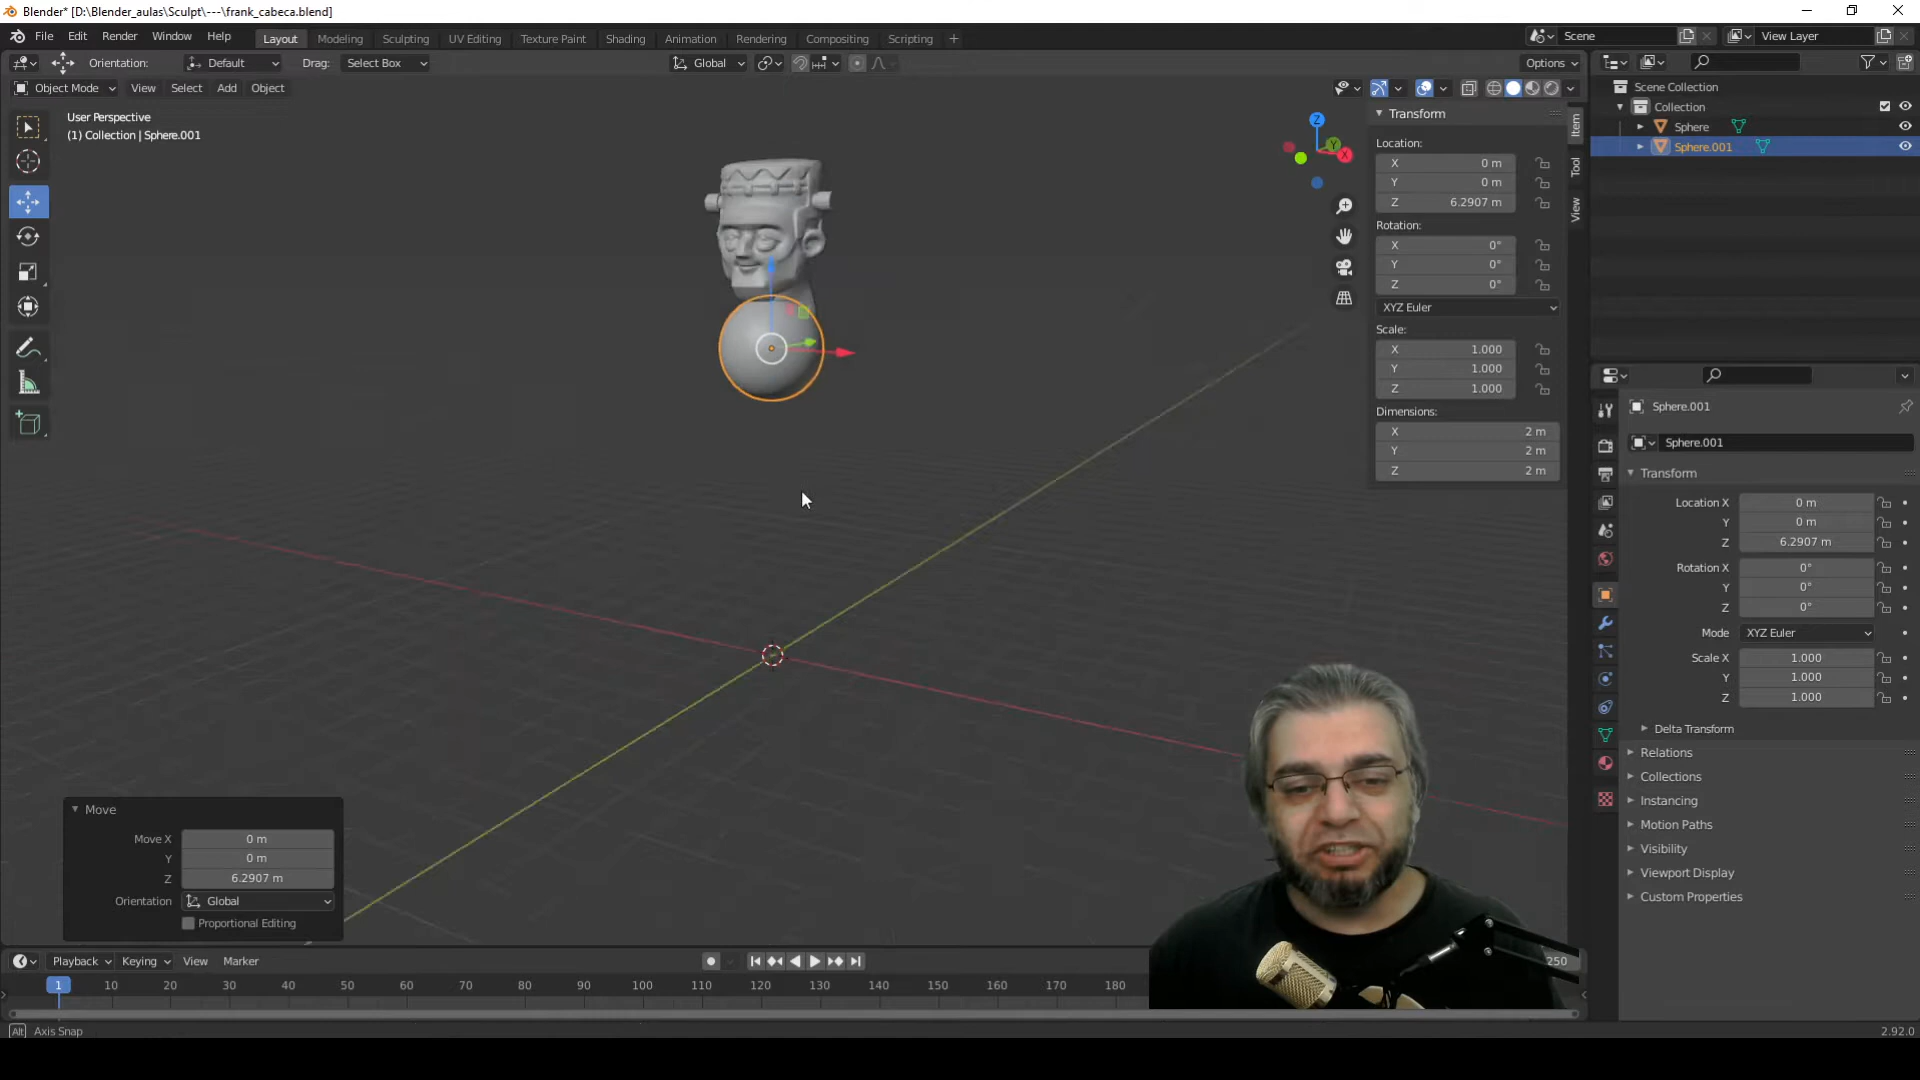 Blender* [D:\Blender_aulas\Sculpt\---\frank_cabeca.blend]
File Edit Render Window Help Layout Modeling Sculpting UV Editing Texture Paint Shading Animation Rendering Compositing Scripting Scene View Layer
Orientation: Default Drag: Select Box Global Options
Object Mode View Select Add Object
User Perspective
(1) Collection | Sphere.001
Transform
Location:
X 0 m
Y 0 m
Z 6.2907 m
Rotation:
X 0°
Y 0°
Z 0°
XYZ Euler
Scale:
X 1.000
Y 1.000
Z 1.000
Dimensions:
X 2 m
Y 2 m
Z 2 m
Item
Tool
View
Z
Y
X
Scene Collection
Collection
Sphere
Sphere.001
Sphere.001
Sphere.001
Transform
Location X 0 m
Y 0 m
Z 6.2907 m
Rotation X 0°
Y 0°
Z 0°
Mode XYZ Euler
Scale X 1.000
Y 1.000
Z 1.000
Delta Transform
Relations
Collections
Instancing
Motion Paths
Visibility
Viewport Display
Custom Properties
Move
Move X 0 m
Y 0 m
Z 6.2907 m
Orientation Global
Proportional Editing
Playback Keying View Marker 250
1 10 20 30 40 50 60 70 80 90 100 110 120 130 140 150 160 170 180
Alt Axis Snap 2.92.0